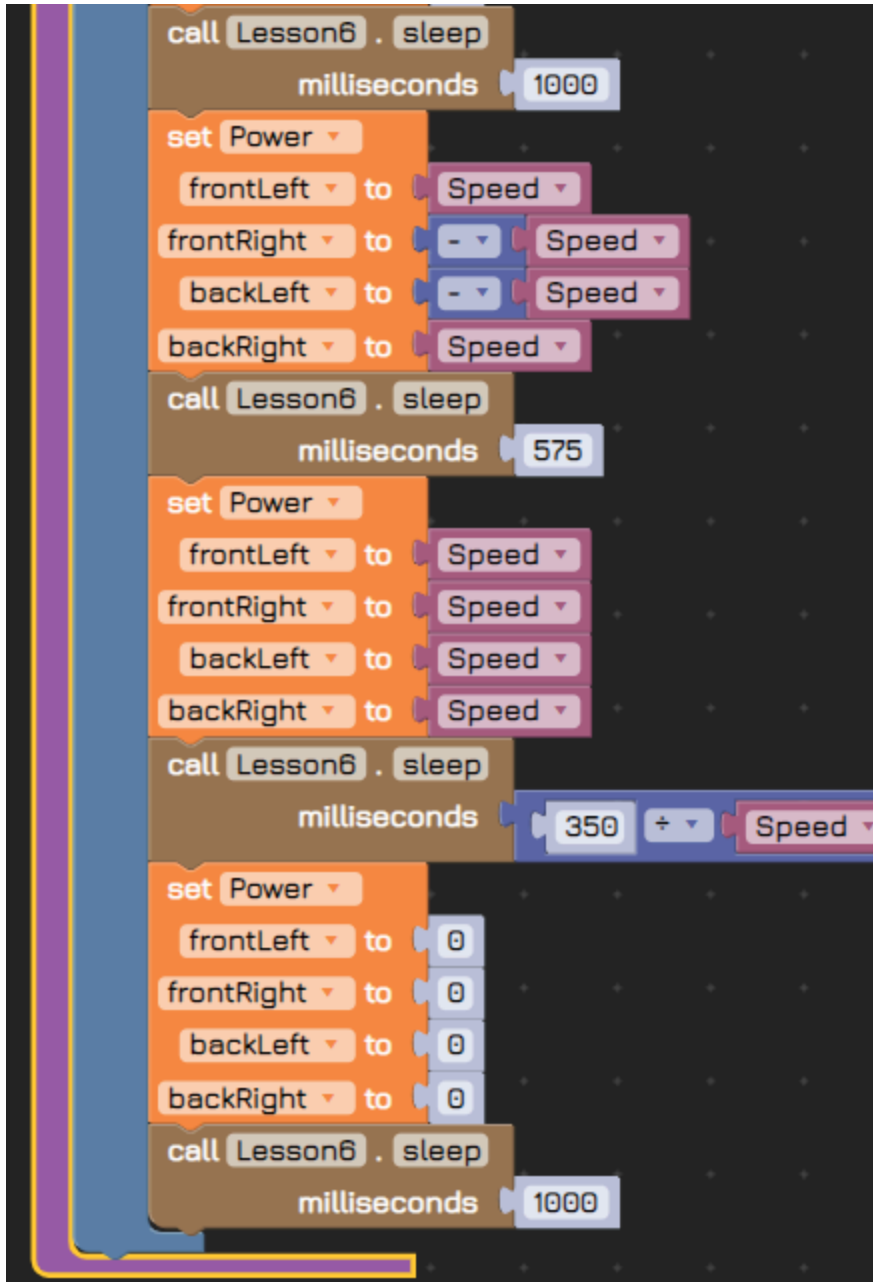 call Lesson6 . sleep
milliseconds 1000
set Power
frontLeft to Speed
frontRight to - Speed
backLeft to - Speed
backRight to Speed
call Lesson6 . sleep
milliseconds 575
set Power
frontLeft to Speed
frontRight to Speed
backLeft to Speed
backRight to Speed
call Lesson6 . sleep
milliseconds 350 ÷ Speed
set Power
frontLeft to 0
frontRight to 0
backLeft to 0
backRight to 0
call Lesson6 . sleep
milliseconds 1000